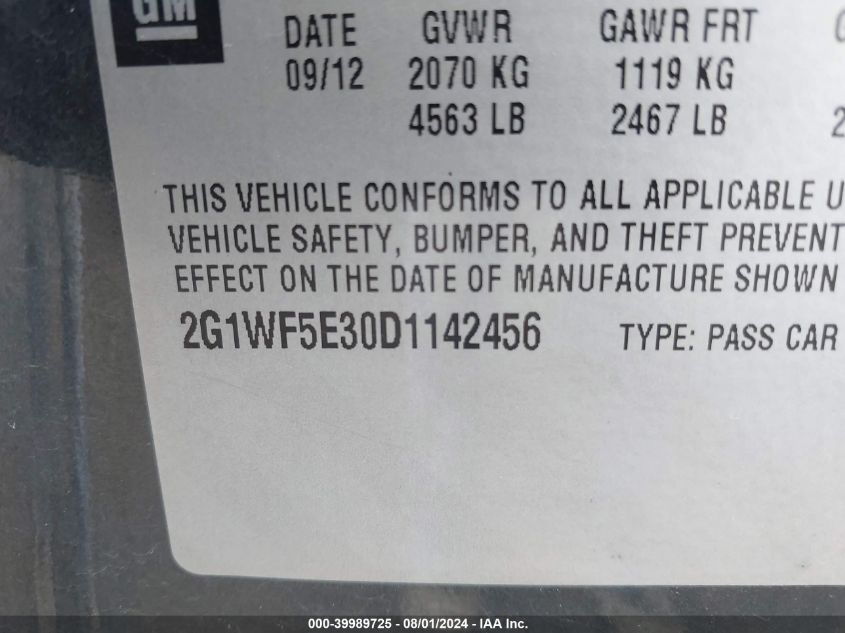 GM
DATE GVWR GAWR FRT
09/12 2070 KG 1119 KG
4563 LB 2467 LB 2
THIS VEHICLE CONFORMS TO ALL APPLICABLE U
VEHICLE SAFETY, BUMPER, AND THEFT PREVENT
EFFECT ON THE DATE OF MANUFACTURE SHOWN
2G1WF5E30D1142456 TYPE: PASS CAR
000-39989725 - 08/01/2024 - IAA Inc.